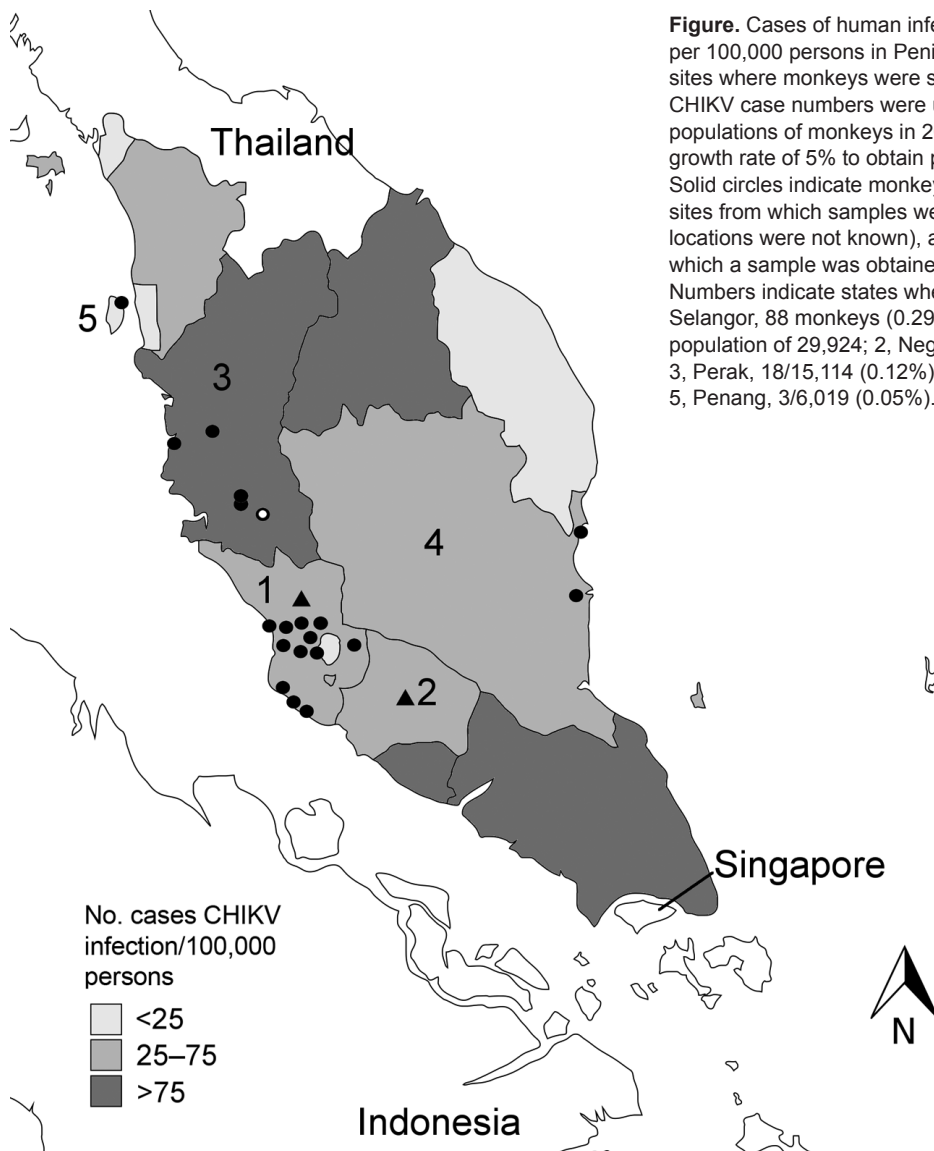 Figure. Cases of human infe
per 100,000 persons in Peni
sites where monkeys were s
CHIKV case numbers were u
populations of monkeys in 2
growth rate of 5% to obtain p
Solid circles indicate monkey
sites from which samples we
locations were not known), a
which a sample was obtaine
Numbers indicate states whe
Selangor, 88 monkeys (0.29
population of 29,924; 2, Neg
3, Perak, 18/15,114 (0.12%)
5, Penang, 3/6,019 (0.05%).
Thailand
5
3
4
1
2
Singapore
No. cases CHIKV
infection/100,000
persons
<25
25–75
>75
N
Indonesia